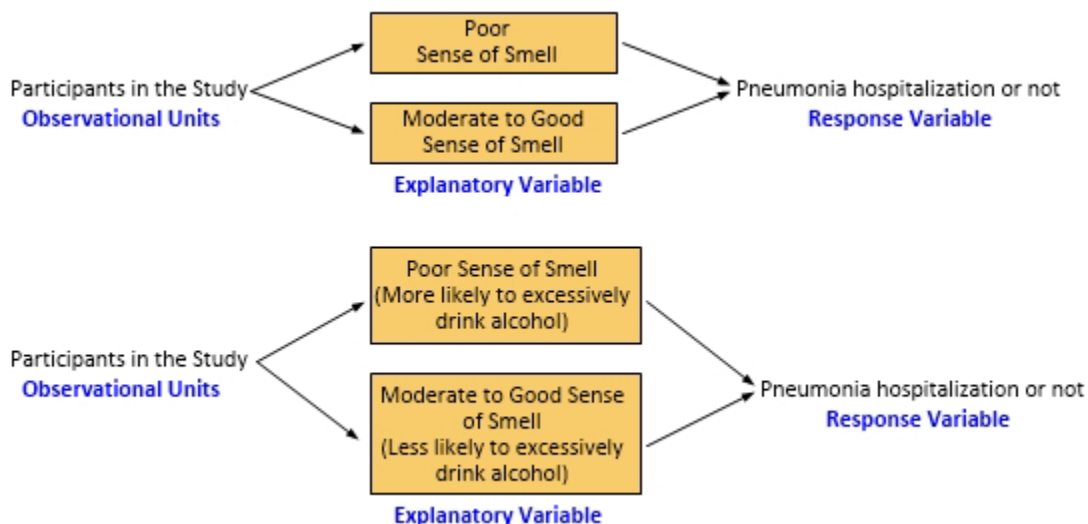 Poor
Sense of Smell
Participants in the Study
Observational Units
Pneumonia hospitalization or not
Response Variable
Moderate to Good
Sense of Smell
Explanatory Variable
Poor Sense of Smell
(More likely to excessively
drink alcohol)
Participants in the Study
Observational Units
Pneumonia hospitalization or not
Response Variable
Moderate to Good Sense
of Smell
(Less likely to excessively
drink alcohol)
Explanatory Variable